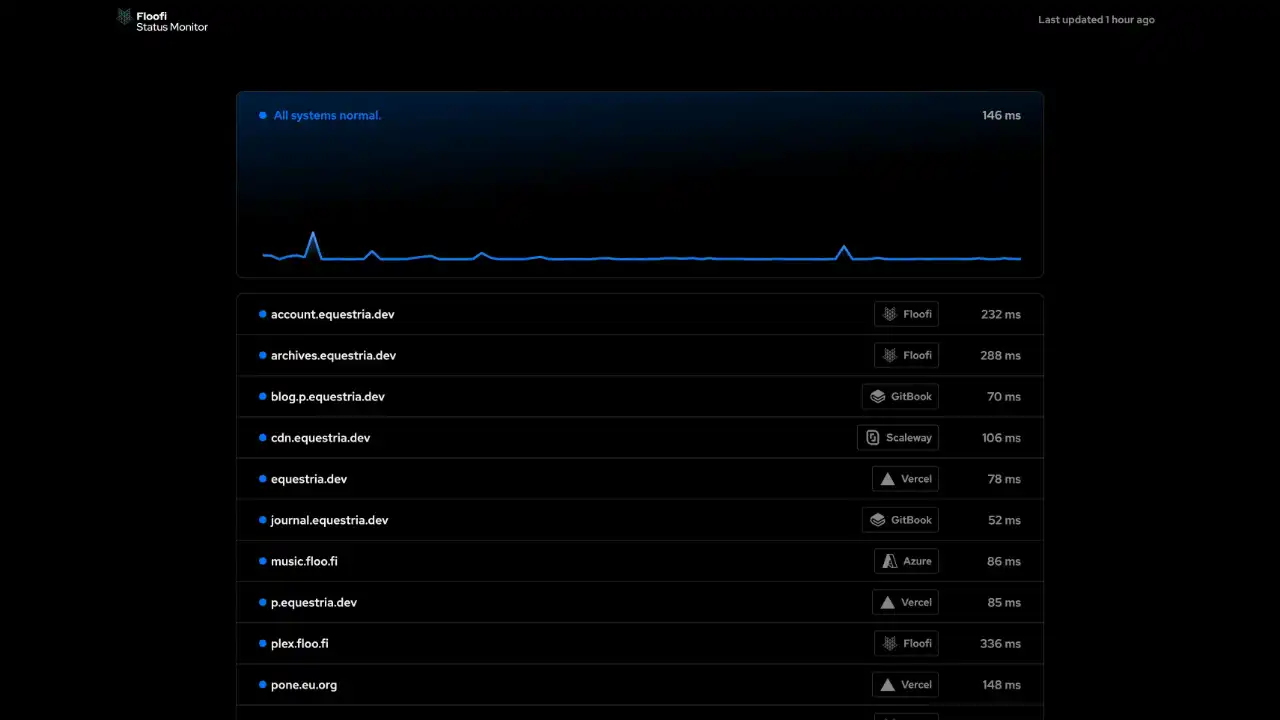 Floofi
Status Monitor
Last updated 1 hour ago
All systems normal.
146 ms
account.equestria.dev Floofi 232 ms
archives.equestria.dev Floofi 288 ms
blog.p.equestria.dev GitBook 70 ms
cdn.equestria.dev Scaleway 106 ms
equestria.dev Vercel 78 ms
journal.equestria.dev GitBook 52 ms
music.floo.fi Azure 86 ms
p.equestria.dev Vercel 85 ms
plex.floo.fi Floofi 336 ms
pone.eu.org Vercel 148 ms